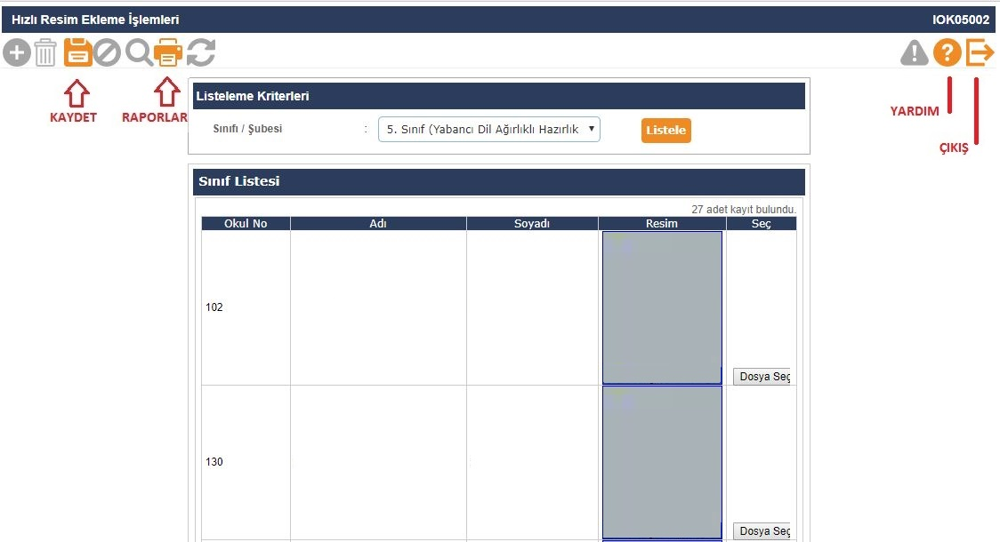 Hızlı Resim Ekleme İşlemleri IOK05002
KAYDET RAPORLAR YARDIM ÇIKIŞ
Listeleme Kriterleri
Sınıfı / Şubesi : 5. Sınıf (Yabancı Dil Ağırlıklı Hazırlık Listele
Sınıf Listesi
27 adet kayıt bulundu.
Okul No Adı Soyadı Resim Seç
102
Dosya Seç
130
Dosya Seç